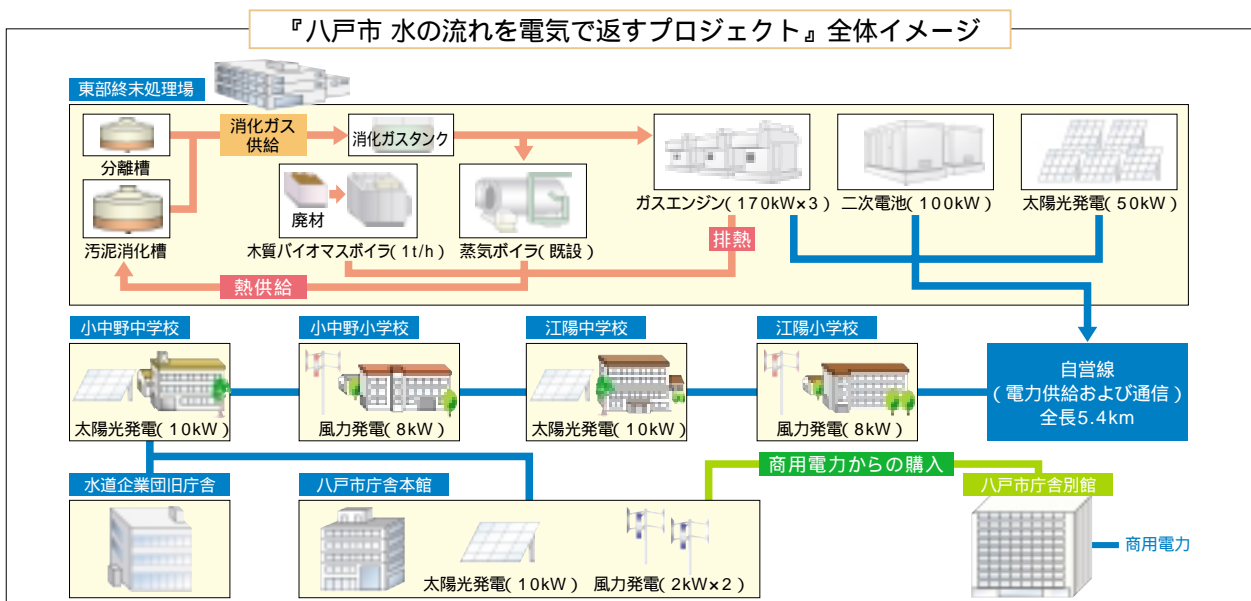 『八戸市 水の流れを電気で返すプロジェクト』全体イメージ
東部終末処理場
分離槽
消化ガス
供給
消化ガスタンク
汚泥消化槽
廃材
木質バイオマスボイラ(1t/h)
蒸気ボイラ(既設)
ガスエンジン(170kW×3)
二次電池(100kW)
太陽光発電(50kW)
排熱
熱供給
小中野中学校
太陽光発電(10kW)
小中野小学校
風力発電(8kW)
江陽中学校
太陽光発電(10kW)
江陽小学校
風力発電(8kW)
自営線
(電力供給および通信)
全長5.4km
水道企業団旧庁舎
八戸市庁舎本館
太陽光発電(10kW)
風力発電(2kW×2)
商用電力からの購入
八戸市庁舎別館
商用電力